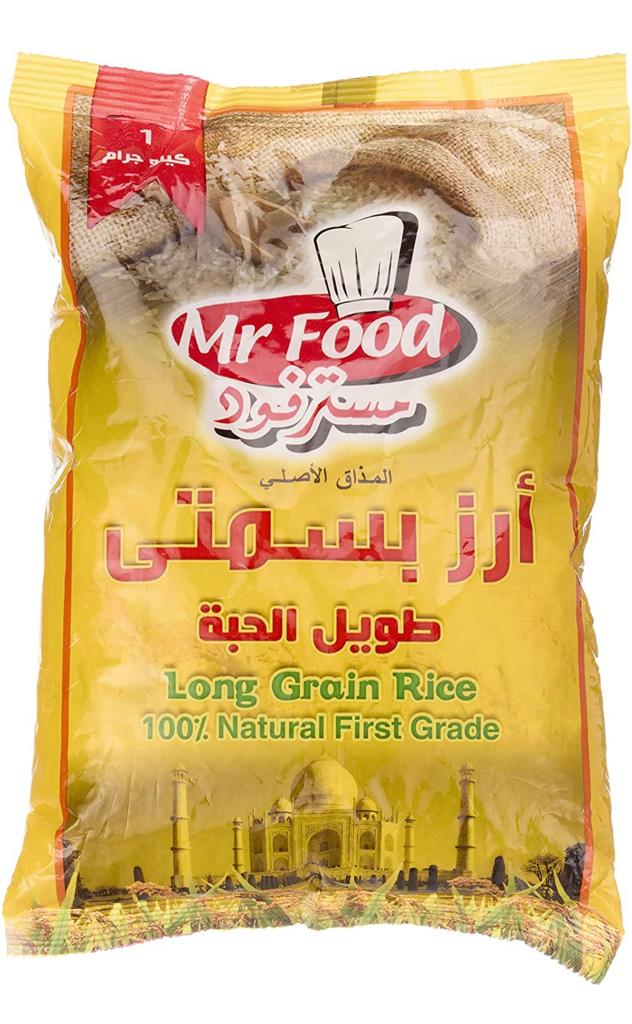 1
كيلو جرام
Mr Food
مستر فود
المذاق الأصلي
أرز بسمتى
طويل الحبة
Long Grain Rice
100% Natural First Grade